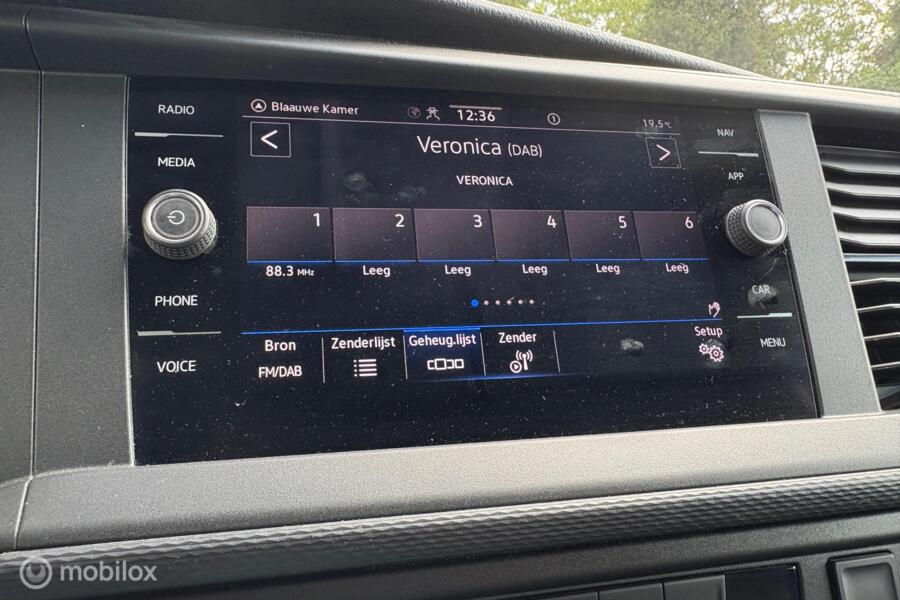 RADIO
MEDIA
PHONE
VOICE
Blaauwe Kamer
12:36
1
19,5°C
Veronica (DAB)
VERONICA
1 2 3 4 5 6
88.3 MHz Leeg Leeg Leeg Leeg Leeg
Bron
FM/DAB
Zenderlijst
Geheug.lijst
Zender
Setup
NAV
APP
CAR
MENU
mobilox